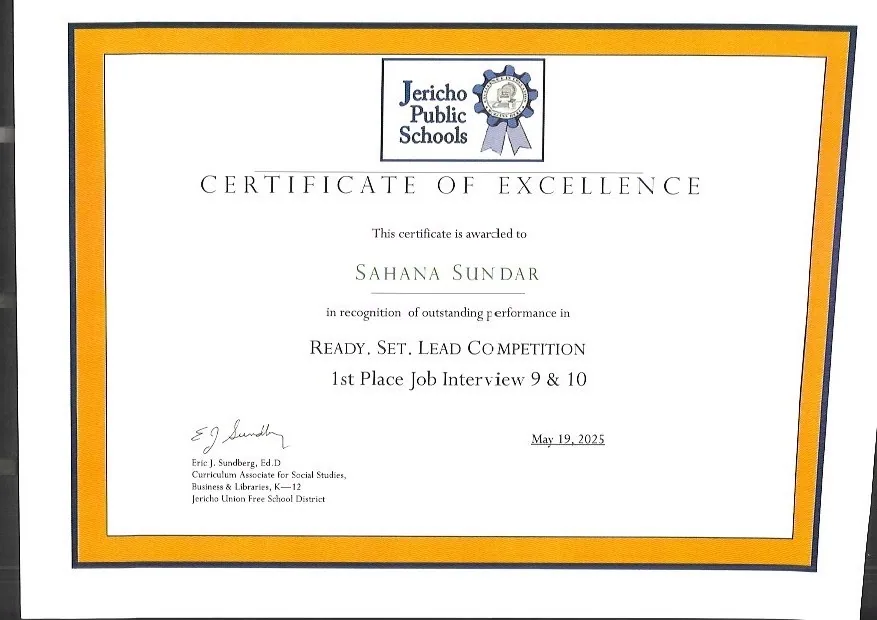 Jericho
Public
Schools
CERTIFICATE OF EXCELLENCE
This certificate is awarded to
SAHANA SUNDAR
in recognition of outstanding performance in
READY. SET. LEAD COMPETITION
1st Place Job Interview 9 & 10
E J Sundberg
May 19, 2025
Eric J. Sundberg, Ed.D
Curriculum Associate for Social Studies,
Business & Libraries, K—12
Jericho Union Free School District